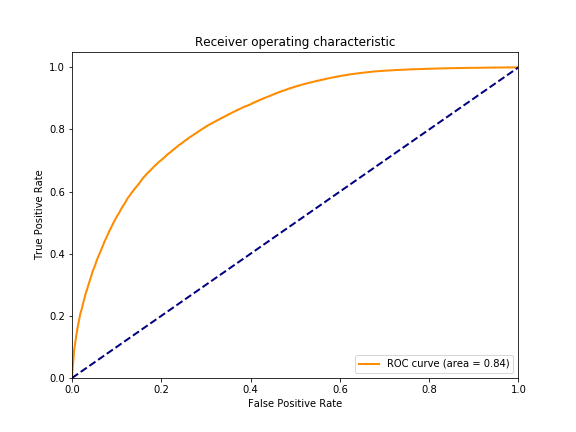 Receiver operating characteristic
1.0
0.8
0.6
0.4
0.2
0.0
True Positive Rate
ROC curve (area = 0.84)
0.0 0.2 0.4 0.6 0.8 1.0
False Positive Rate